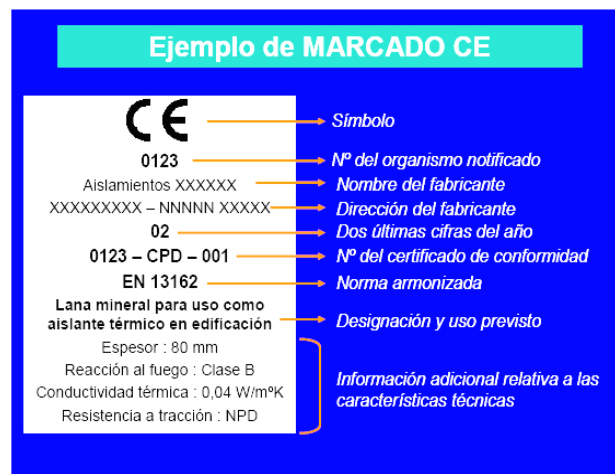 Ejemplo de MARCADO CE
CE
Símbolo
0123
Nº del organismo notificado
Aislamientos XXXXXX
Nombre del fabricante
XXXXXXXXX – NNNNN XXXXX
Dirección del fabricante
02
Dos últimas cifras del año
0123 – CPD – 001
Nº del certificado de conformidad
EN 13162
Norma armonizada
Lana mineral para uso como
aislante térmico en edificación
Designación y uso previsto
Espesor : 80 mm
Reacción al fuego : Clase B
Conductividad térmica : 0,04 W/mºK
Resistencia a tracción : NPD
Información adicional relativa a las
características técnicas